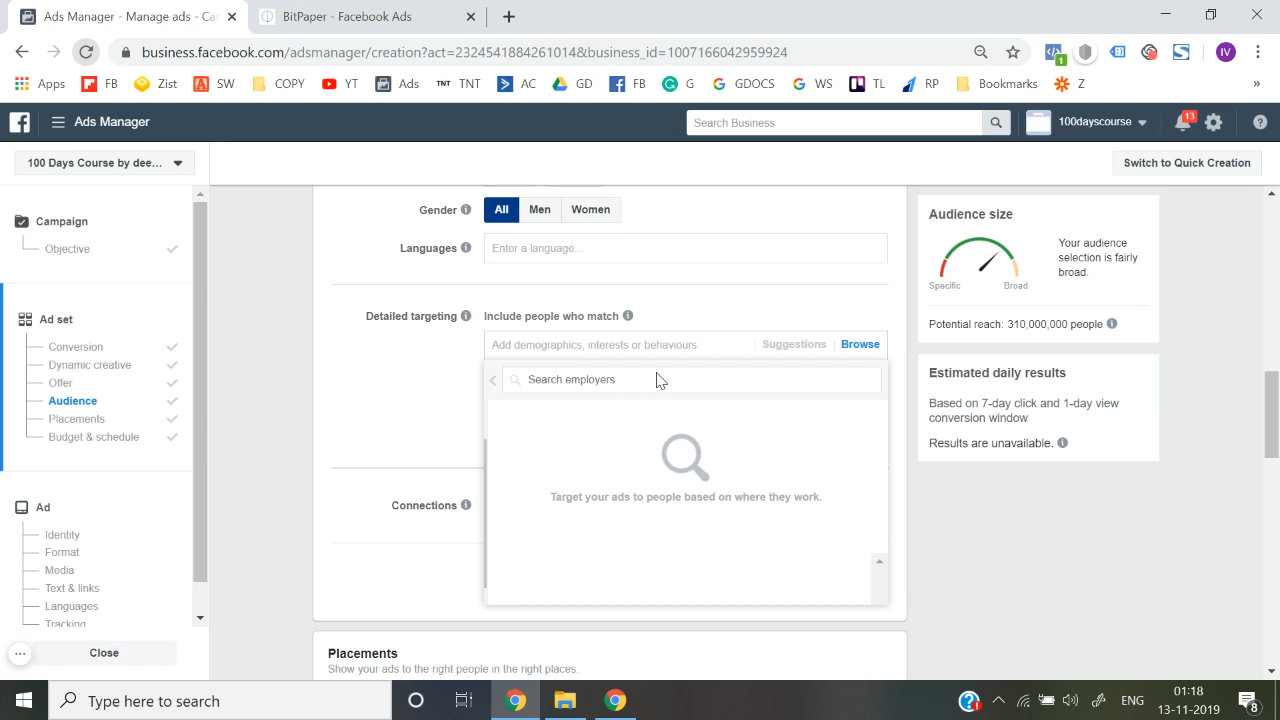 Ads Manager - Manage ads - Ca
BitPaper - Facebook Ads
business.facebook.com/adsmanager/creation?act=2324541884261014&business_id=1007166042959924
IV
1
Apps FB Zist SW COPY YT Ads TNT TNT AC GD FB G GDOCS WS TL RP Bookmarks Z »
Ads Manager
Search Business
100dayscourse
13
100 Days Course by dee...
Switch to Quick Creation
Campaign
Objective
Ad set
Conversion
Dynamic creative
Offer
Audience
Placements
Budget & schedule
Ad
Identity
Format
Media
Text & links
Languages
Tracking
Close
Gender
All Men Women
Languages
Enter a language...
Detailed targeting
Include people who match
Add demographics, interests or behaviours
Suggestions Browse
Search employers
Target your ads to people based on where they work.
Connections
Placements
Show your ads to the right people in the right places.
Audience size
Specific Broad
Your audience
selection is fairly
broad.
Potential reach: 310,000,000 people
Estimated daily results
Based on 7-day click and 1-day view
conversion window
Results are unavailable.
Type here to search
ENG
01:18
13-11-2019
8